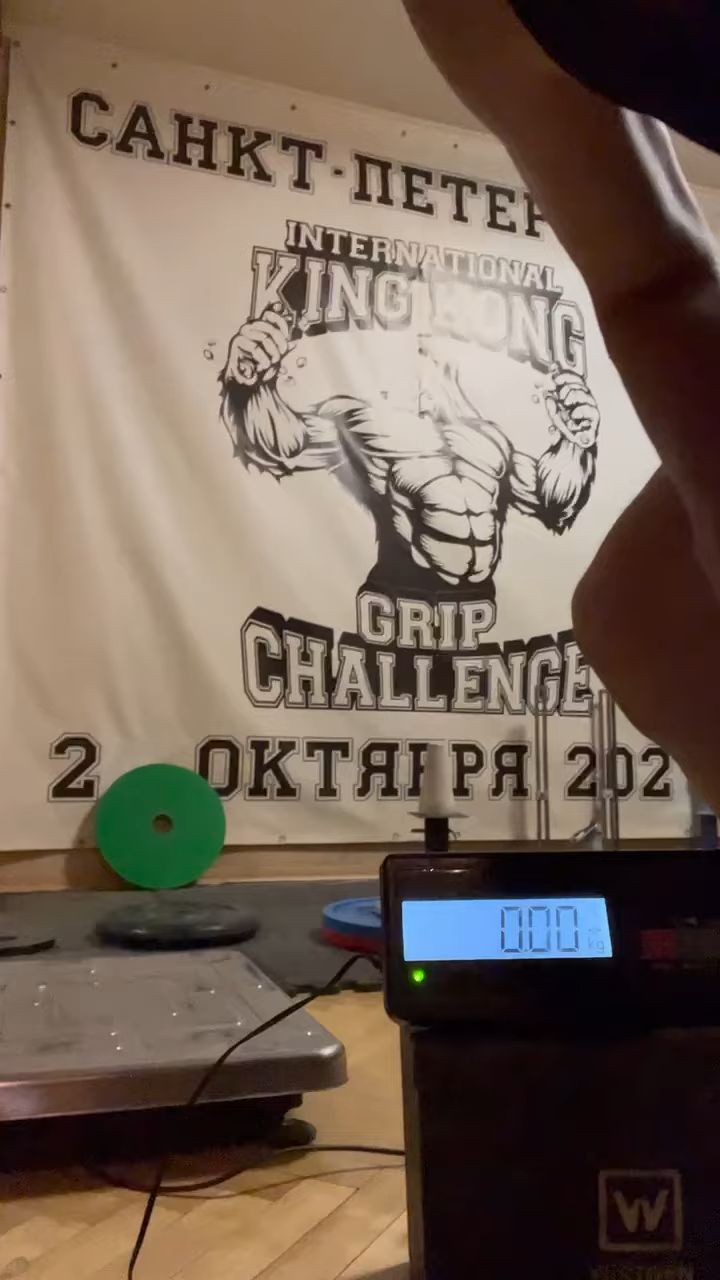 САНКТ-ПЕТЕР
INTERNATIONAL
KING KONG
GRIP
CHALLENGE
2 ОКТЯБРЯ 202
0.00
kg
W